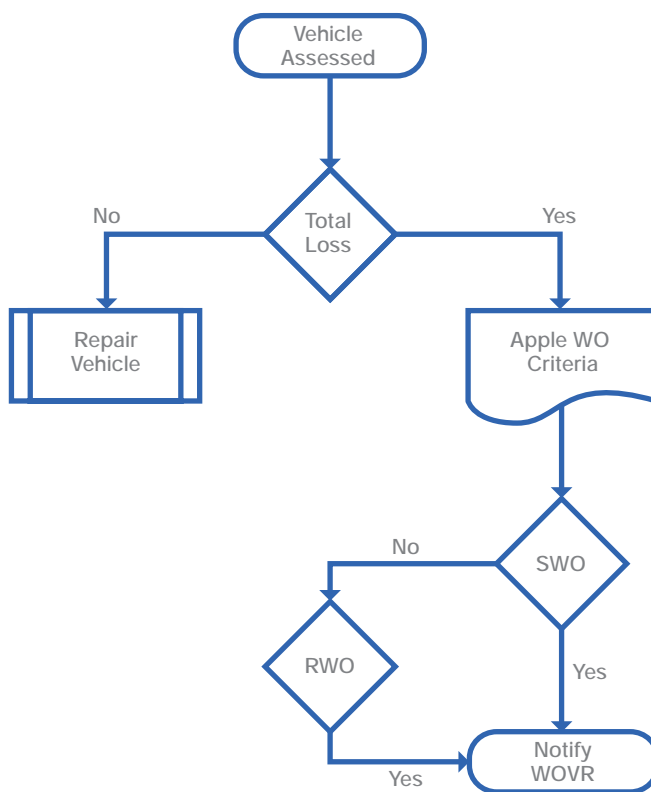 Vehicle
Assessed
No
Total
Loss
Yes
Repair
Vehicle
Apple WO
Criteria
No
SWO
RWO
Yes
Notify
WOVR
Yes